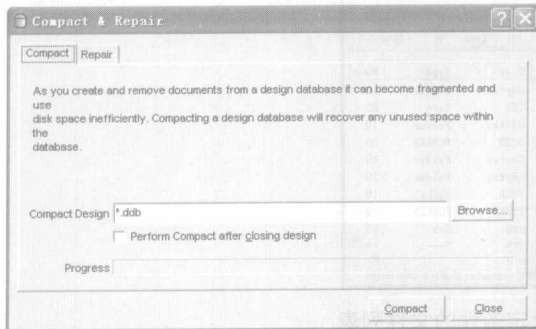 Compact & Repair
Compact Repair
As you create and remove documents from a design database it can become fragmented and
use
disk space inefficiently. Compacting a design database will recover any unused space within
the
database.
Compact Design *.ddb Browse...
Perform Compact after closing design
Progress
Compact Close